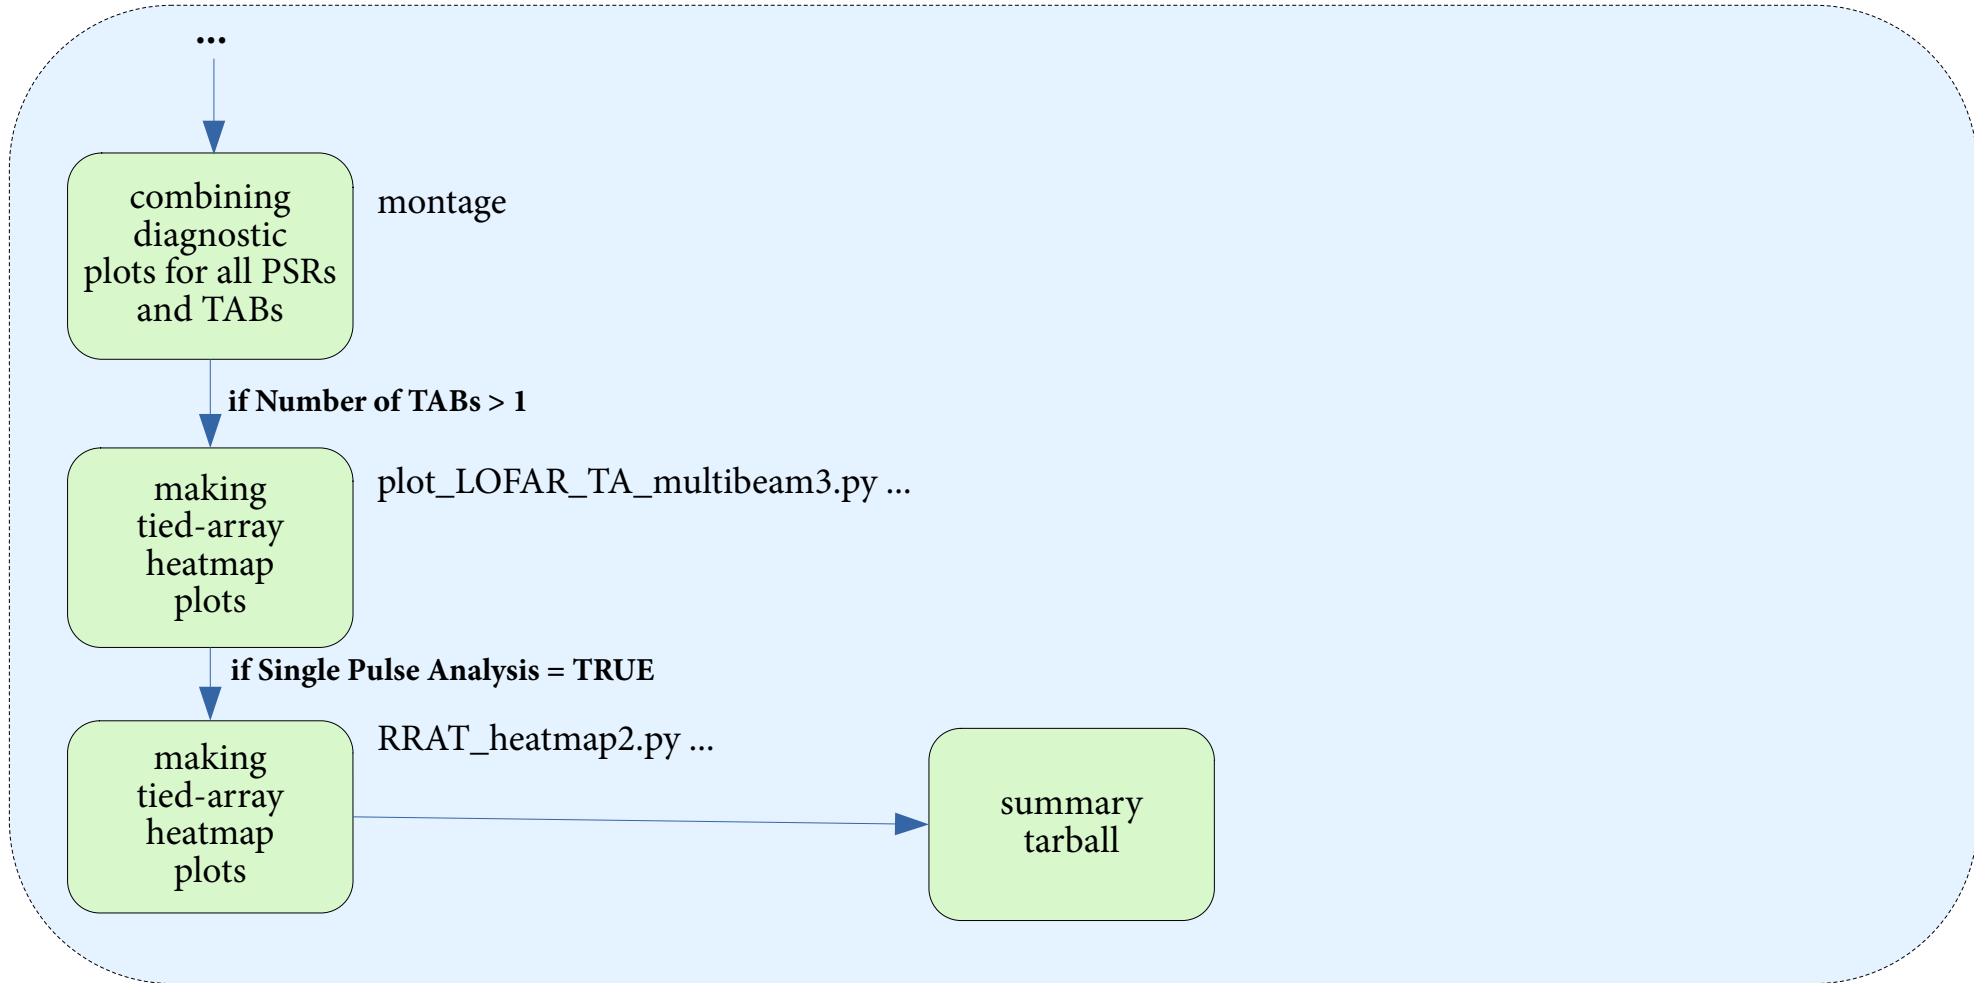 ...
combining
diagnostic
plots for all PSRs
and TABs
montage
if Number of TABs > 1
making
tied-array
heatmap
plots
plot_LOFAR_TA_multibeam3.py ...
if Single Pulse Analysis = TRUE
making
tied-array
heatmap
plots
RRAT_heatmap2.py ...
summary
tarball